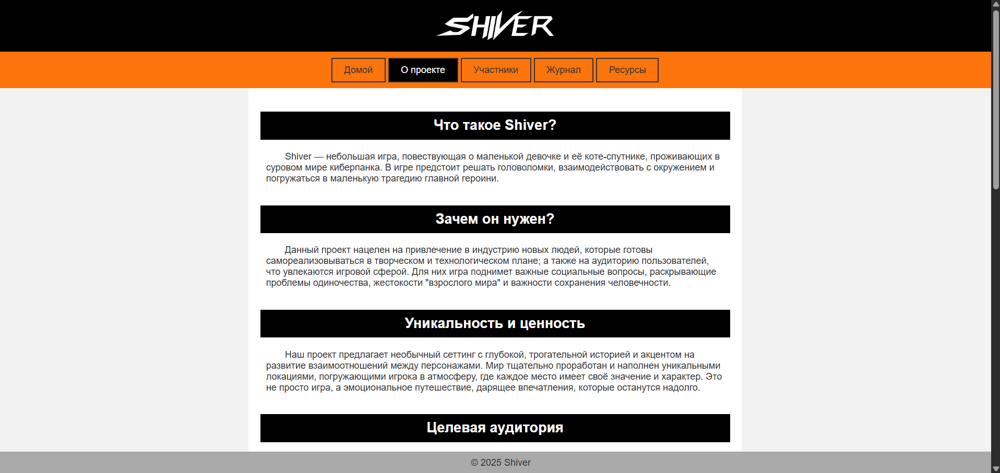 SHIVER
Домой
О проекте
Участники
Журнал
Ресурсы
Что такое Shiver?
Shiver — небольшая игра, повествующая о маленькой девочке и её коте-спутнике, проживающих в
суровом мире киберпанка. В игре предстоит решать головоломки, взаимодействовать с окружением и
погружаться в маленькую трагедию главной героини.
Зачем он нужен?
Данный проект нацелен на привлечение в индустрию новых людей, которые готовы
самореализовываться в творческом и технологическом плане; а также на аудиторию пользователей,
что увлекаются игровой сферой. Для них игра поднимет важные социальные вопросы, раскрывающие
проблемы одиночества, жестокости "взрослого мира" и важности сохранения человечности.
Уникальность и ценность
Наш проект предлагает необычный сеттинг с глубокой, трогательной историей и акцентом на
развитие взаимоотношений между персонажами. Мир тщательно проработан и наполнен уникальными
локациями, погружающими игрока в атмосферу, где каждое место имеет своё значение и характер. Это
не просто игра, а эмоциональное путешествие, дарящее впечатления, которые останутся надолго.
Целевая аудитория
© 2025 Shiver